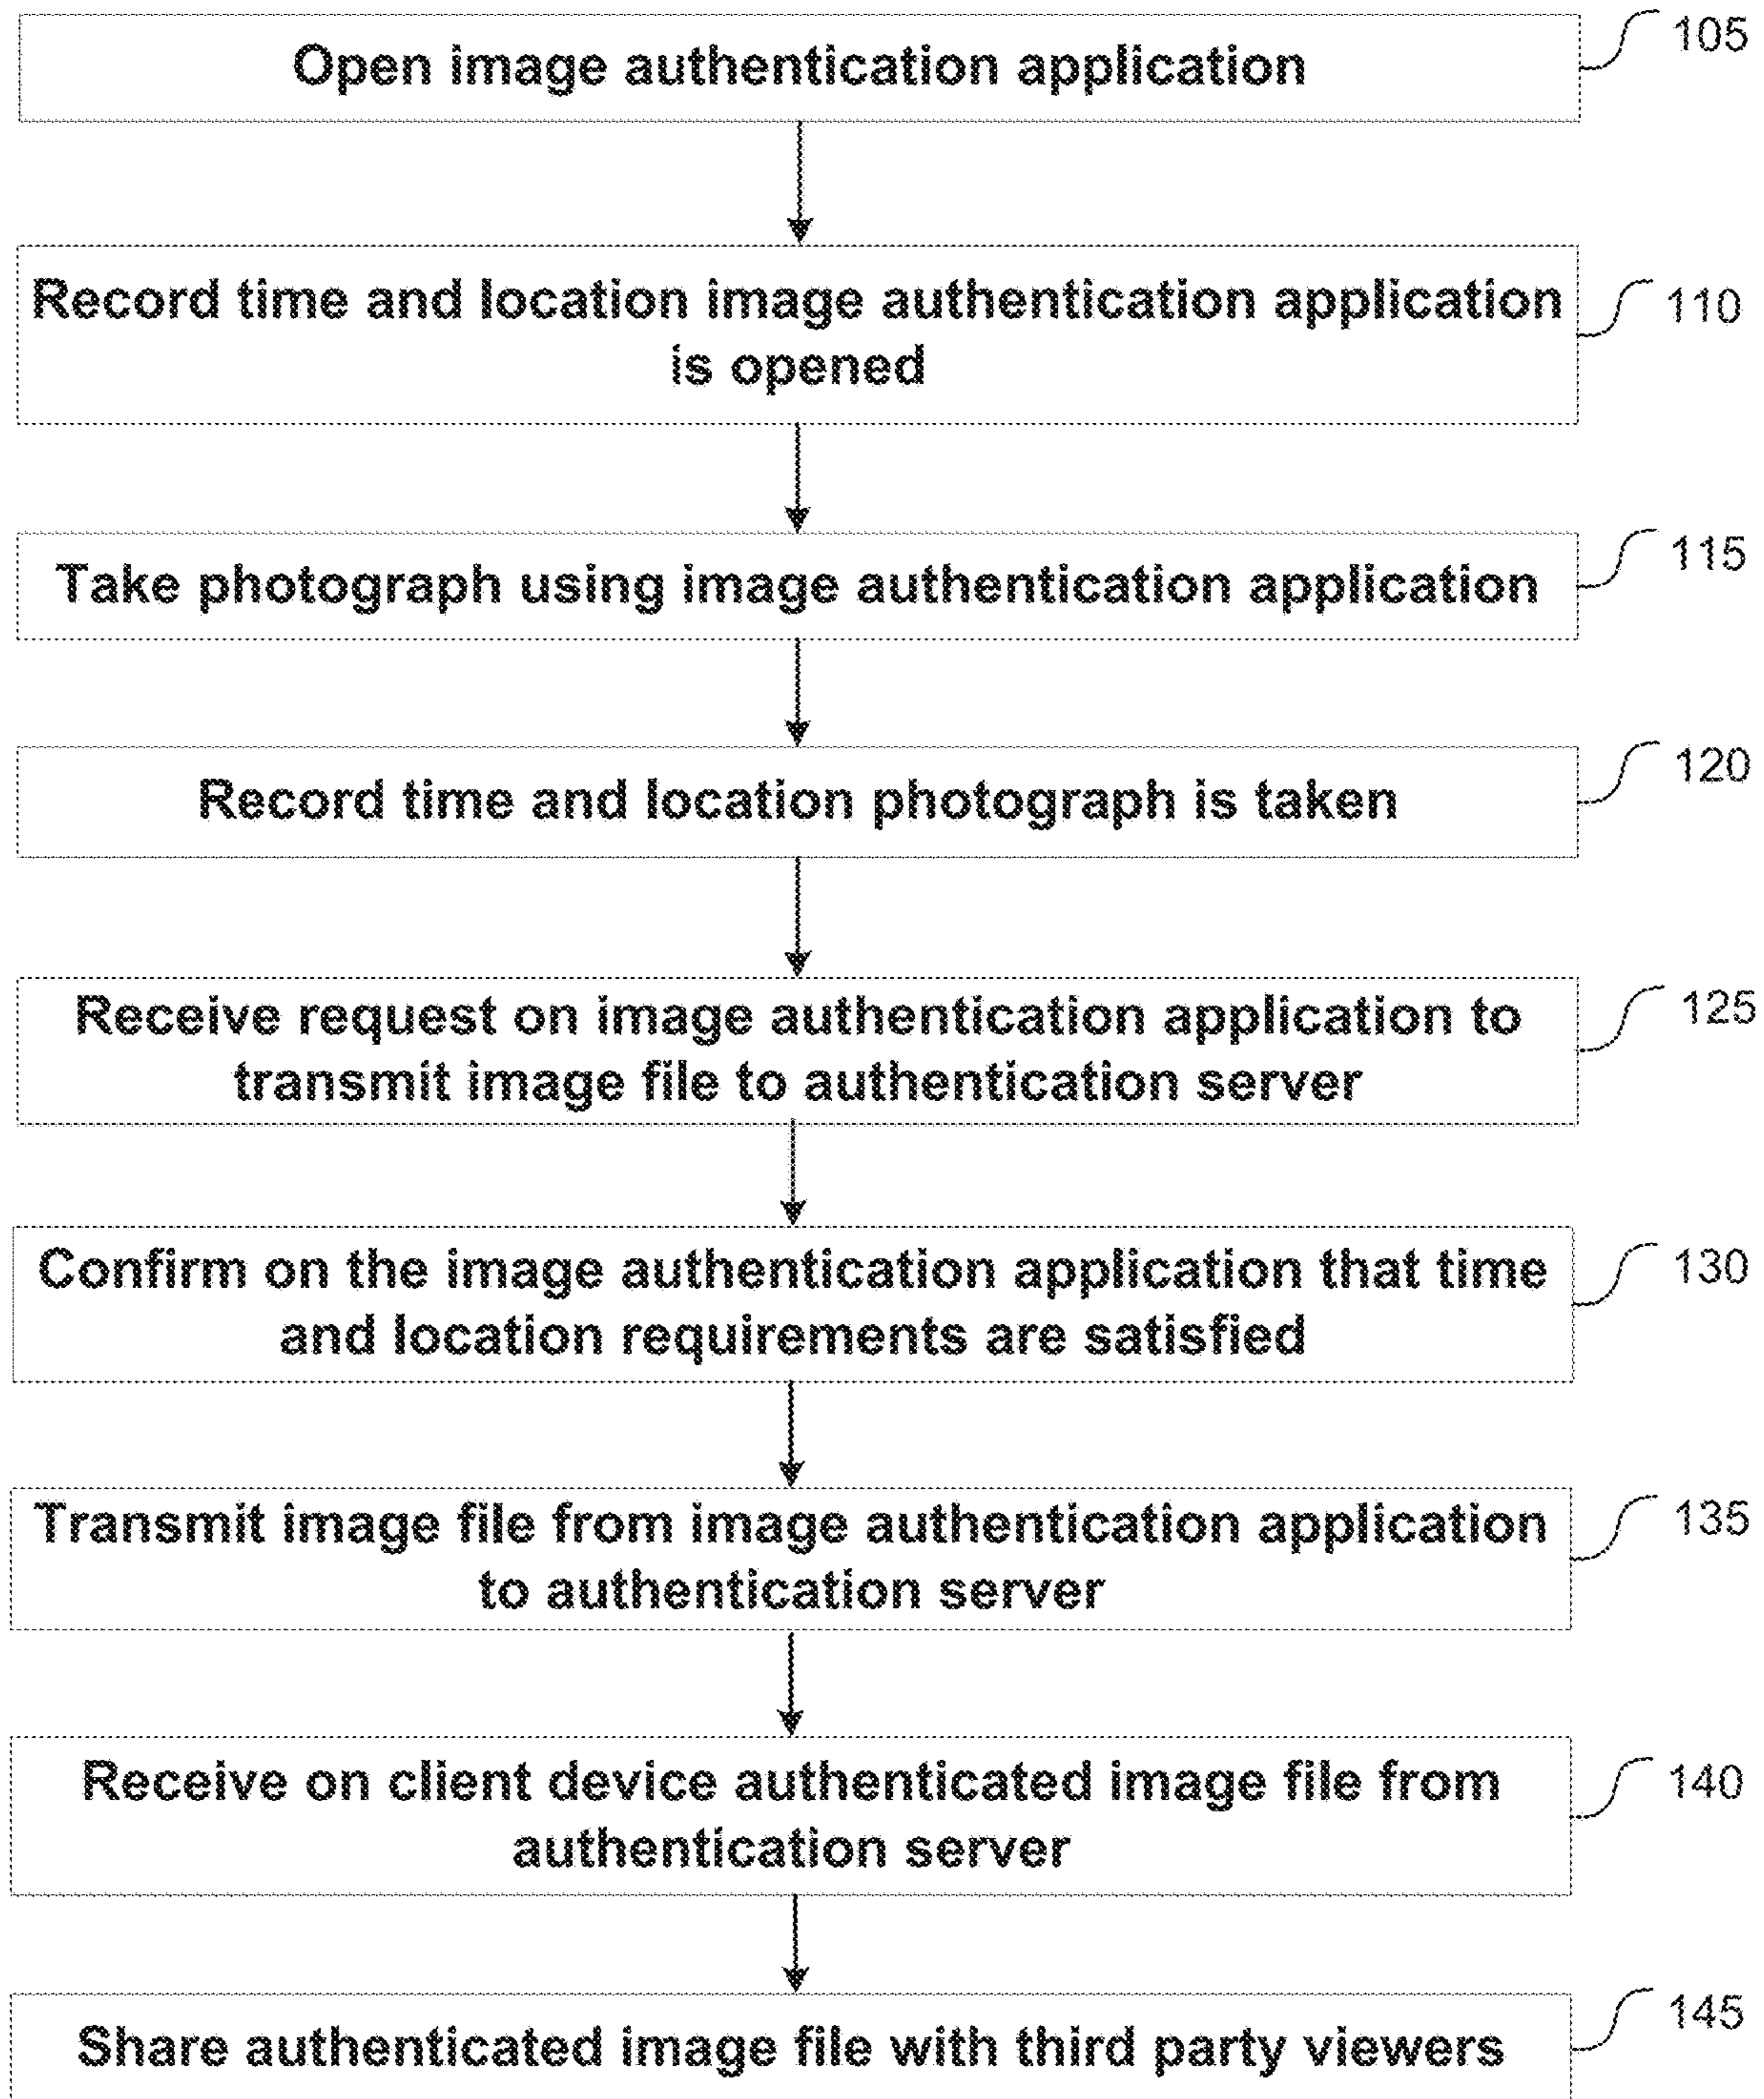 Open image authentication application
105
Record time and location image authentication application
is opened
110
Take photograph using image authentication application
115
Record time and location photograph is taken
120
Receive request on image authentication application to
transmit image file to authentication server
125
Confirm on the image authentication application that time
and location requirements are satisfied
130
Transmit image file from image authentication application
to authentication server
135
Receive on client device authenticated image file from
authentication server
140
Share authenticated image file with third party viewers
145